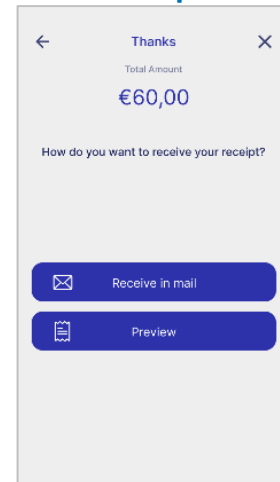 Thanks
Total Amount
€60,00
How do you want to receive your receipt?
Receive in mail
Preview